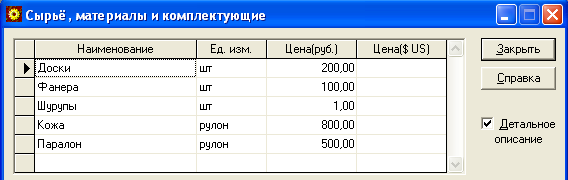 Сырьё , материалы и комплектующие
Наименование Ед. изм. Цена(руб.) Цена($ US)
Доски шт 200,00
Фанера шт 100,00
Шурупы шт 1,00
Кожа рулон 800,00
Паралон рулон 500,00
Закрыть
Справка
Детальное
описание